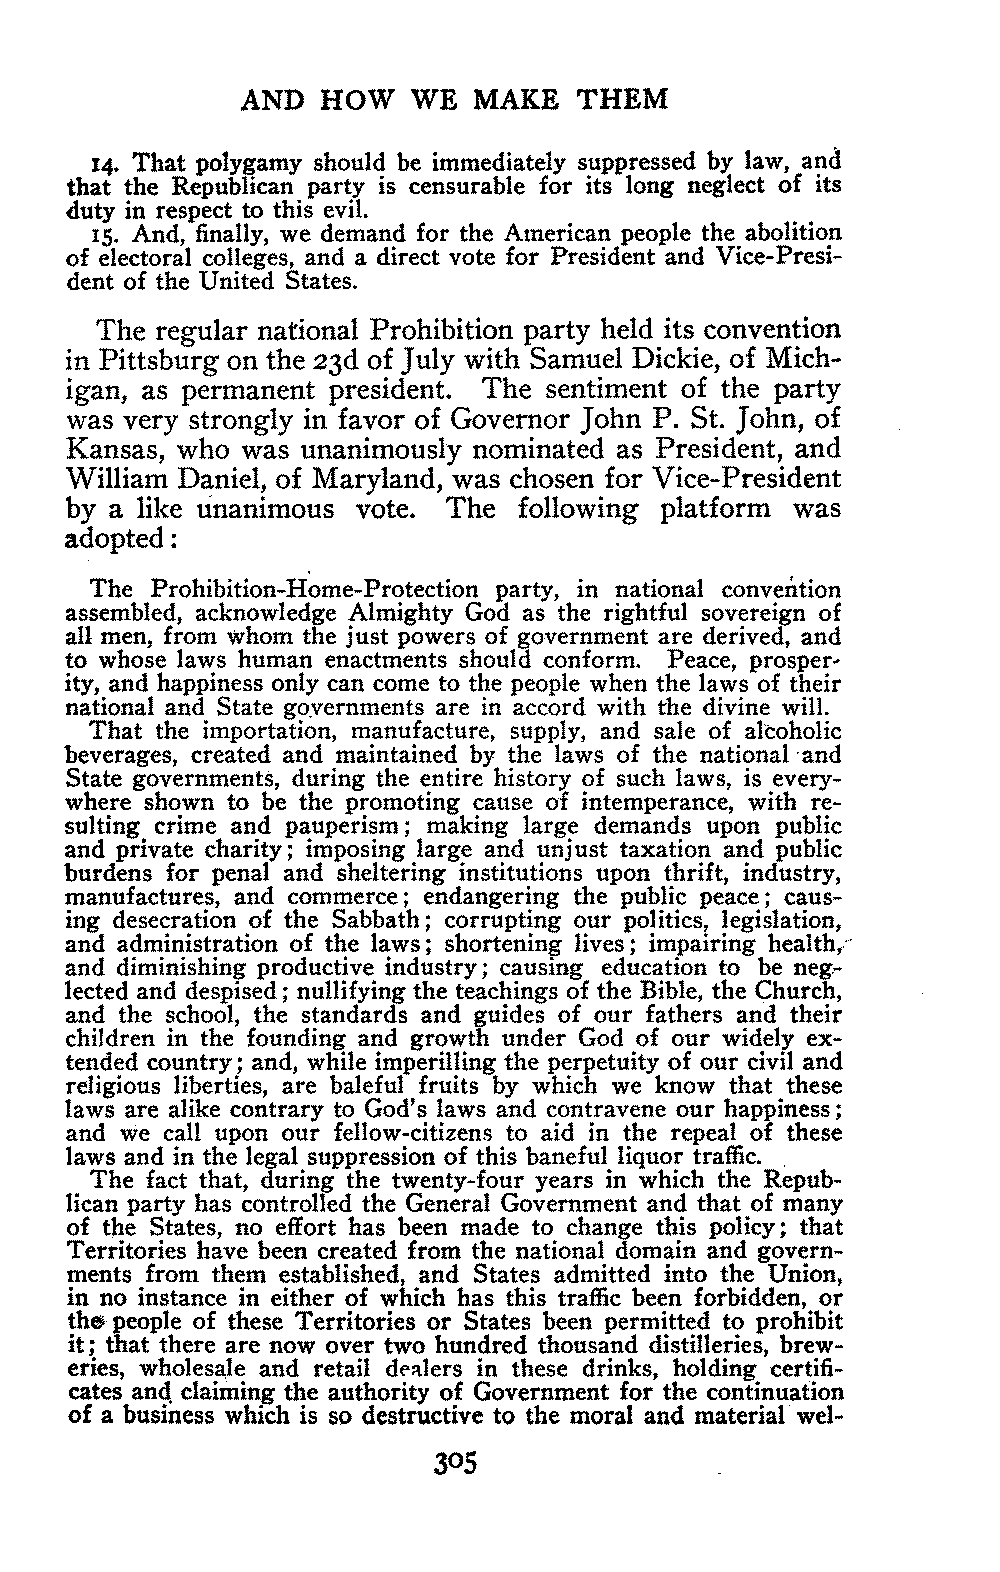 AND HOW WE MAKE THEM
14. That polygamy should be immediately suppressed by law, and
that the Republican party is censurable for its long neglect of its
duty in respect to this evil.
15. And, finally, we demand for the American people the abolition
of electoral colleges, and a direct vote for President and Vice-Presi-
dent of the United States.
The regular national Prohibition party held its convention
in Pittsburg on the 23d of July with Samuel Dickie, of Mich-
igan, as permanent president. The sentiment of the party
was very strongly in favor of Governor John P. St. John, of
Kansas, who was unanimously nominated as President, and
William Daniel, of Maryland, was chosen for Vice-President
by a like unanimous vote. The following platform was
adopted:
The Prohibition-Home-Protection party, in national convention
assembled, acknowledge Almighty God as the rightful sovereign of
all men, from whom the just powers of government are derived, and
to whose laws human enactments should conform. Peace, prosper-
ity, and happiness only can come to the people when the laws of their
national and State governments are in accord with the divine will.
That the importation, manufacture, supply, and sale of alcoholic
beverages, created and maintained by the laws of the national and
State governments, during the entire history of such laws, is every-
where shown to be the promoting cause of intemperance, with re-
sulting crime and pauperism; making large demands upon public
and private charity; imposing large and unjust taxation and public
burdens for penal and sheltering institutions upon thrift, industry,
manufactures, and commerce; endangering the public peace; caus-
ing desecration of the Sabbath; corrupting our politics, legislation,
and administration of the laws; shortening lives; impairing health,
and diminishing productive industry; causing education to be neg-
lected and despised; nullifying the teachings of the Bible, the Church,
and the school, the standards and guides of our fathers and their
children in the founding and growth under God of our widely ex-
tended country; and, while imperilling the perpetuity of our civil and
religious liberties, are baleful fruits by which we know that these
laws are alike contrary to God's laws and contravene our happiness;
and we call upon our fellow-citizens to aid in the repeal of these
laws and in the legal suppression of this baneful liquor traffic.
The fact that, during the twenty-four years in which the Repub-
lican party has controlled the General Government and that of many
of the States, no effort has been made to change this policy; that
Territories have been created from the national domain and govern-
ments from them established, and States admitted into the Union,
in no instance in either of which has this traffic been forbidden, or
the people of these Territories or States been permitted to prohibit
it; that there are now over two hundred thousand distilleries, brew-
eries, wholesale and retail dealers in these drinks, holding certifi-
cates and claiming the authority of Government for the continuation
of a business which is so destructive to the moral and material wel-
305